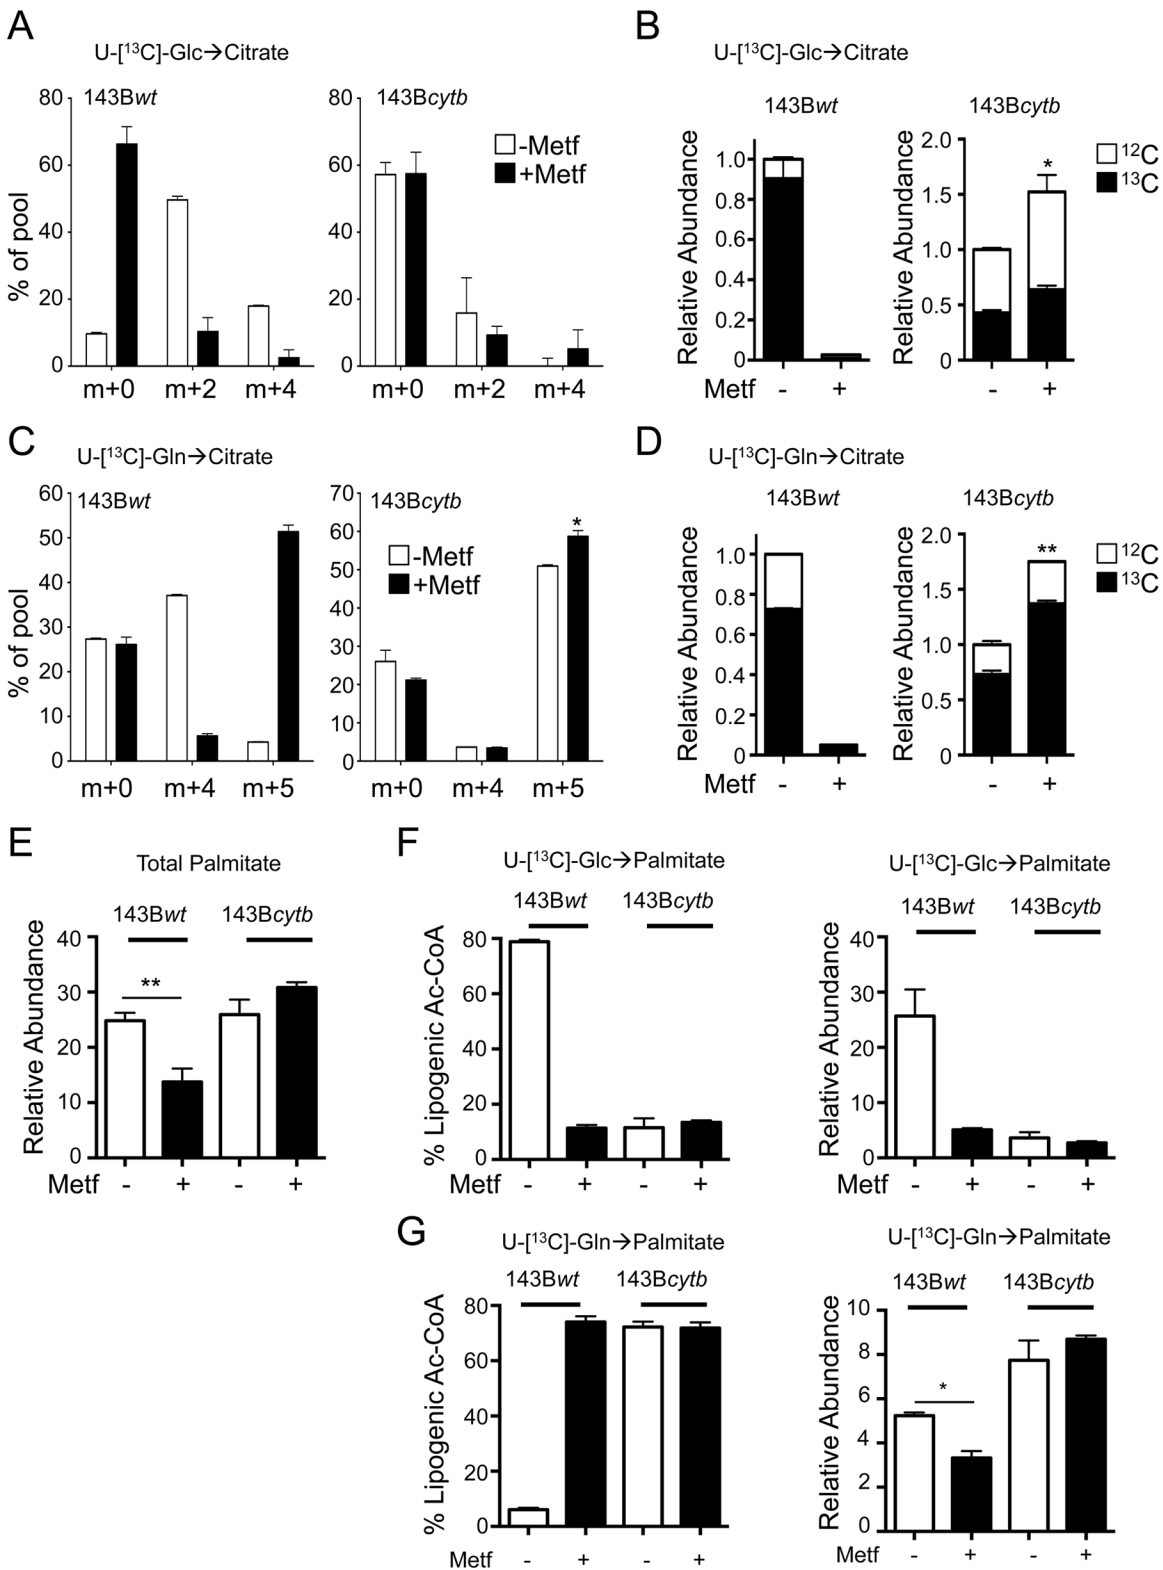 A
U-[¹³C]-Glc→Citrate
143Bwt
143Bcytb
-Metf
+Metf
% of pool
80
60
40
20
0
m+0 m+2 m+4
80
60
40
20
0
m+0 m+2 m+4
B
U-[¹³C]-Glc→Citrate
143Bwt
143Bcytb
¹²C
¹³C
Relative Abundance
1.0
0.8
0.6
0.4
0.2
0
Metf - +
Relative Abundance
2.0
1.5
1.0
0.5
0
*
- +
C
U-[¹³C]-Gln→Citrate
143Bwt
143Bcytb
-Metf
+Metf
% of pool
60
50
40
30
20
10
0
m+0 m+4 m+5
70
60
50
40
30
20
10
0
*
m+0 m+4 m+5
D
U-[¹³C]-Gln→Citrate
143Bwt
143Bcytb
¹²C
¹³C
Relative Abundance
1.0
0.8
0.6
0.4
0.2
0
Metf - +
Relative Abundance
2.0
1.5
1.0
0.5
0
**
- +
E
Total Palmitate
143Bwt 143Bcytb
Relative Abundance
40
30
20
10
0
**
Metf - + - +
F
U-[¹³C]-Glc→Palmitate
143Bwt 143Bcytb
% Lipogenic Ac-CoA
80
60
40
20
0
Metf - + - +
U-[¹³C]-Glc→Palmitate
143Bwt 143Bcytb
Relative Abundance
40
30
20
10
0
Metf - + - +
G
U-[¹³C]-Gln→Palmitate
143Bwt 143Bcytb
% Lipogenic Ac-CoA
80
60
40
20
0
Metf - + - +
U-[¹³C]-Gln→Palmitate
143Bwt 143Bcytb
Relative Abundance
10
8
6
4
2
0
*
Metf - + - +